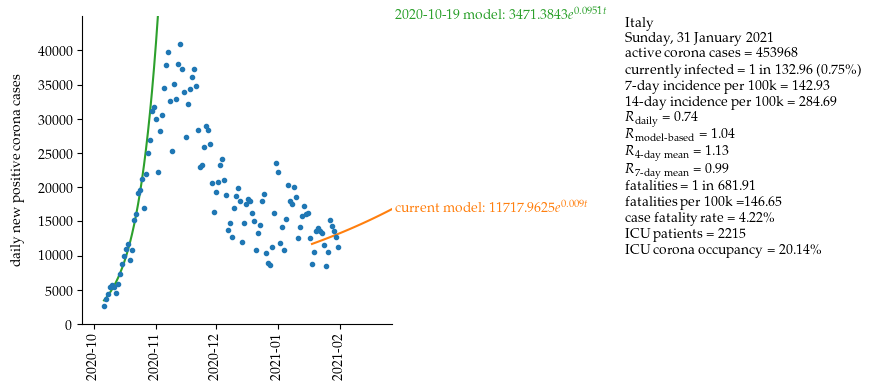 2020-10-19 model: 3471.3843e^0.0951t
daily new positive corona cases
40000
35000
30000
25000
20000
15000
10000
5000
0
current model: 11717.9625e^0.009t
2020-10
2020-11
2020-12
2021-01
2021-02
Italy
Sunday, 31 January 2021
active corona cases = 453968
currently infected = 1 in 132.96 (0.75%)
7-day incidence per 100k = 142.93
14-day incidence per 100k = 284.69
R_daily = 0.74
R_model-based = 1.04
R_4-day mean = 1.13
R_7-day mean = 0.99
fatalities = 1 in 681.91
fatalities per 100k =146.65
case fatality rate = 4.22%
ICU patients = 2215
ICU corona occupancy = 20.14%